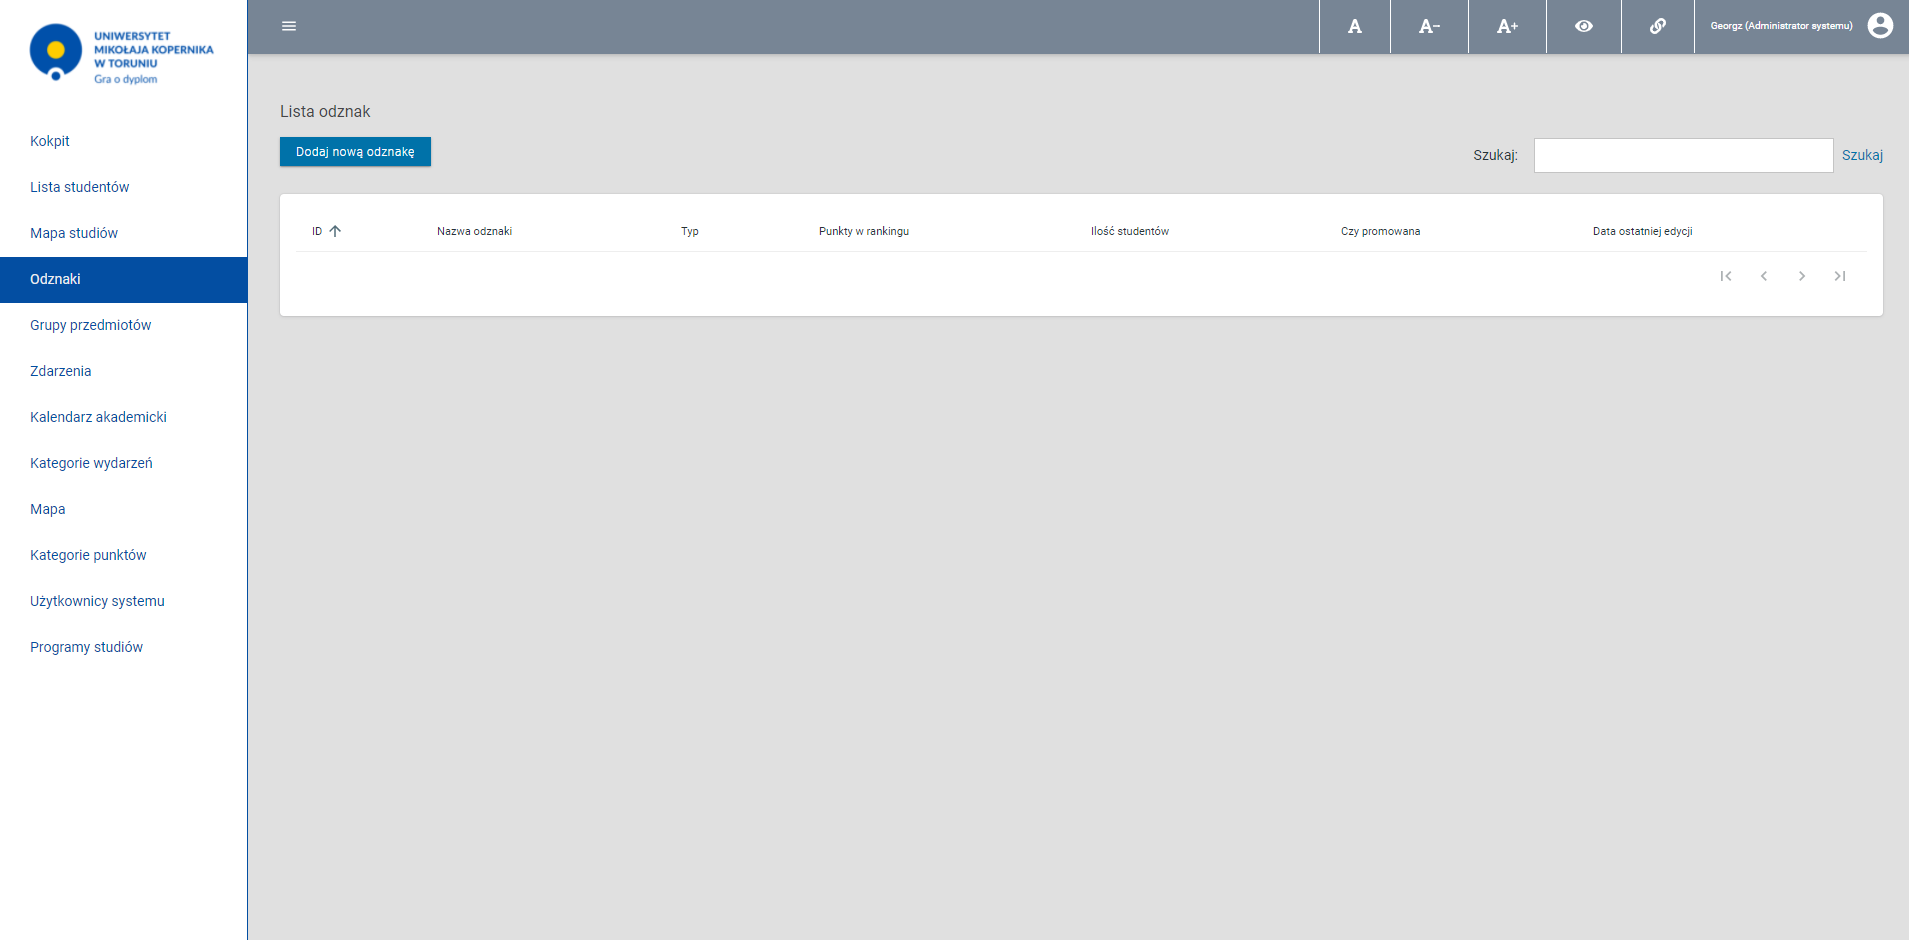 UNIWERSYTET
MIKOŁAJA KOPERNIKA
W TORUNIU
Gra o dyplom
Kokpit
Lista studentów
Mapa studiów
Odznaki
Grupy przedmiotów
Zdarzenia
Kalendarz akademicki
Kategorie wydarzeń
Mapa
Kategorie punktów
Użytkownicy systemu
Programy studiów
A A- A+ Georgz (Administrator systemu)
Lista odznak
Dodaj nową odznakę
Szukaj: Szukaj
ID Nazwa odznaki Typ Punkty w rankingu Ilość studentów Czy promowana Data ostatniej edycji